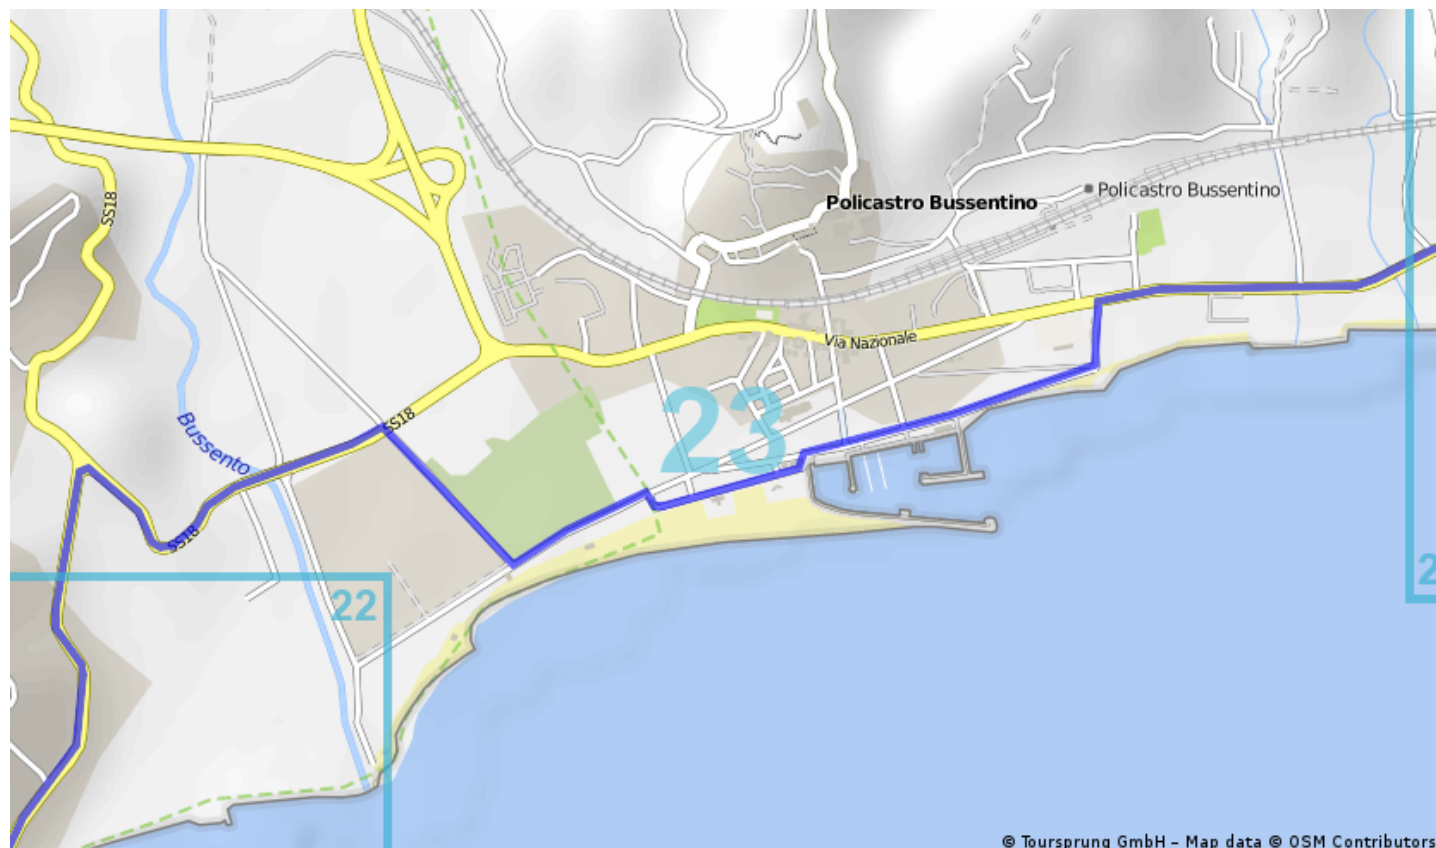 SS18
Policastro Bussentino
Policastro Bussentino
Via Nazionale
SS18
23
Bussento
SS18
22
2
© Toursprung GmbH – Map data © OSM Contributors